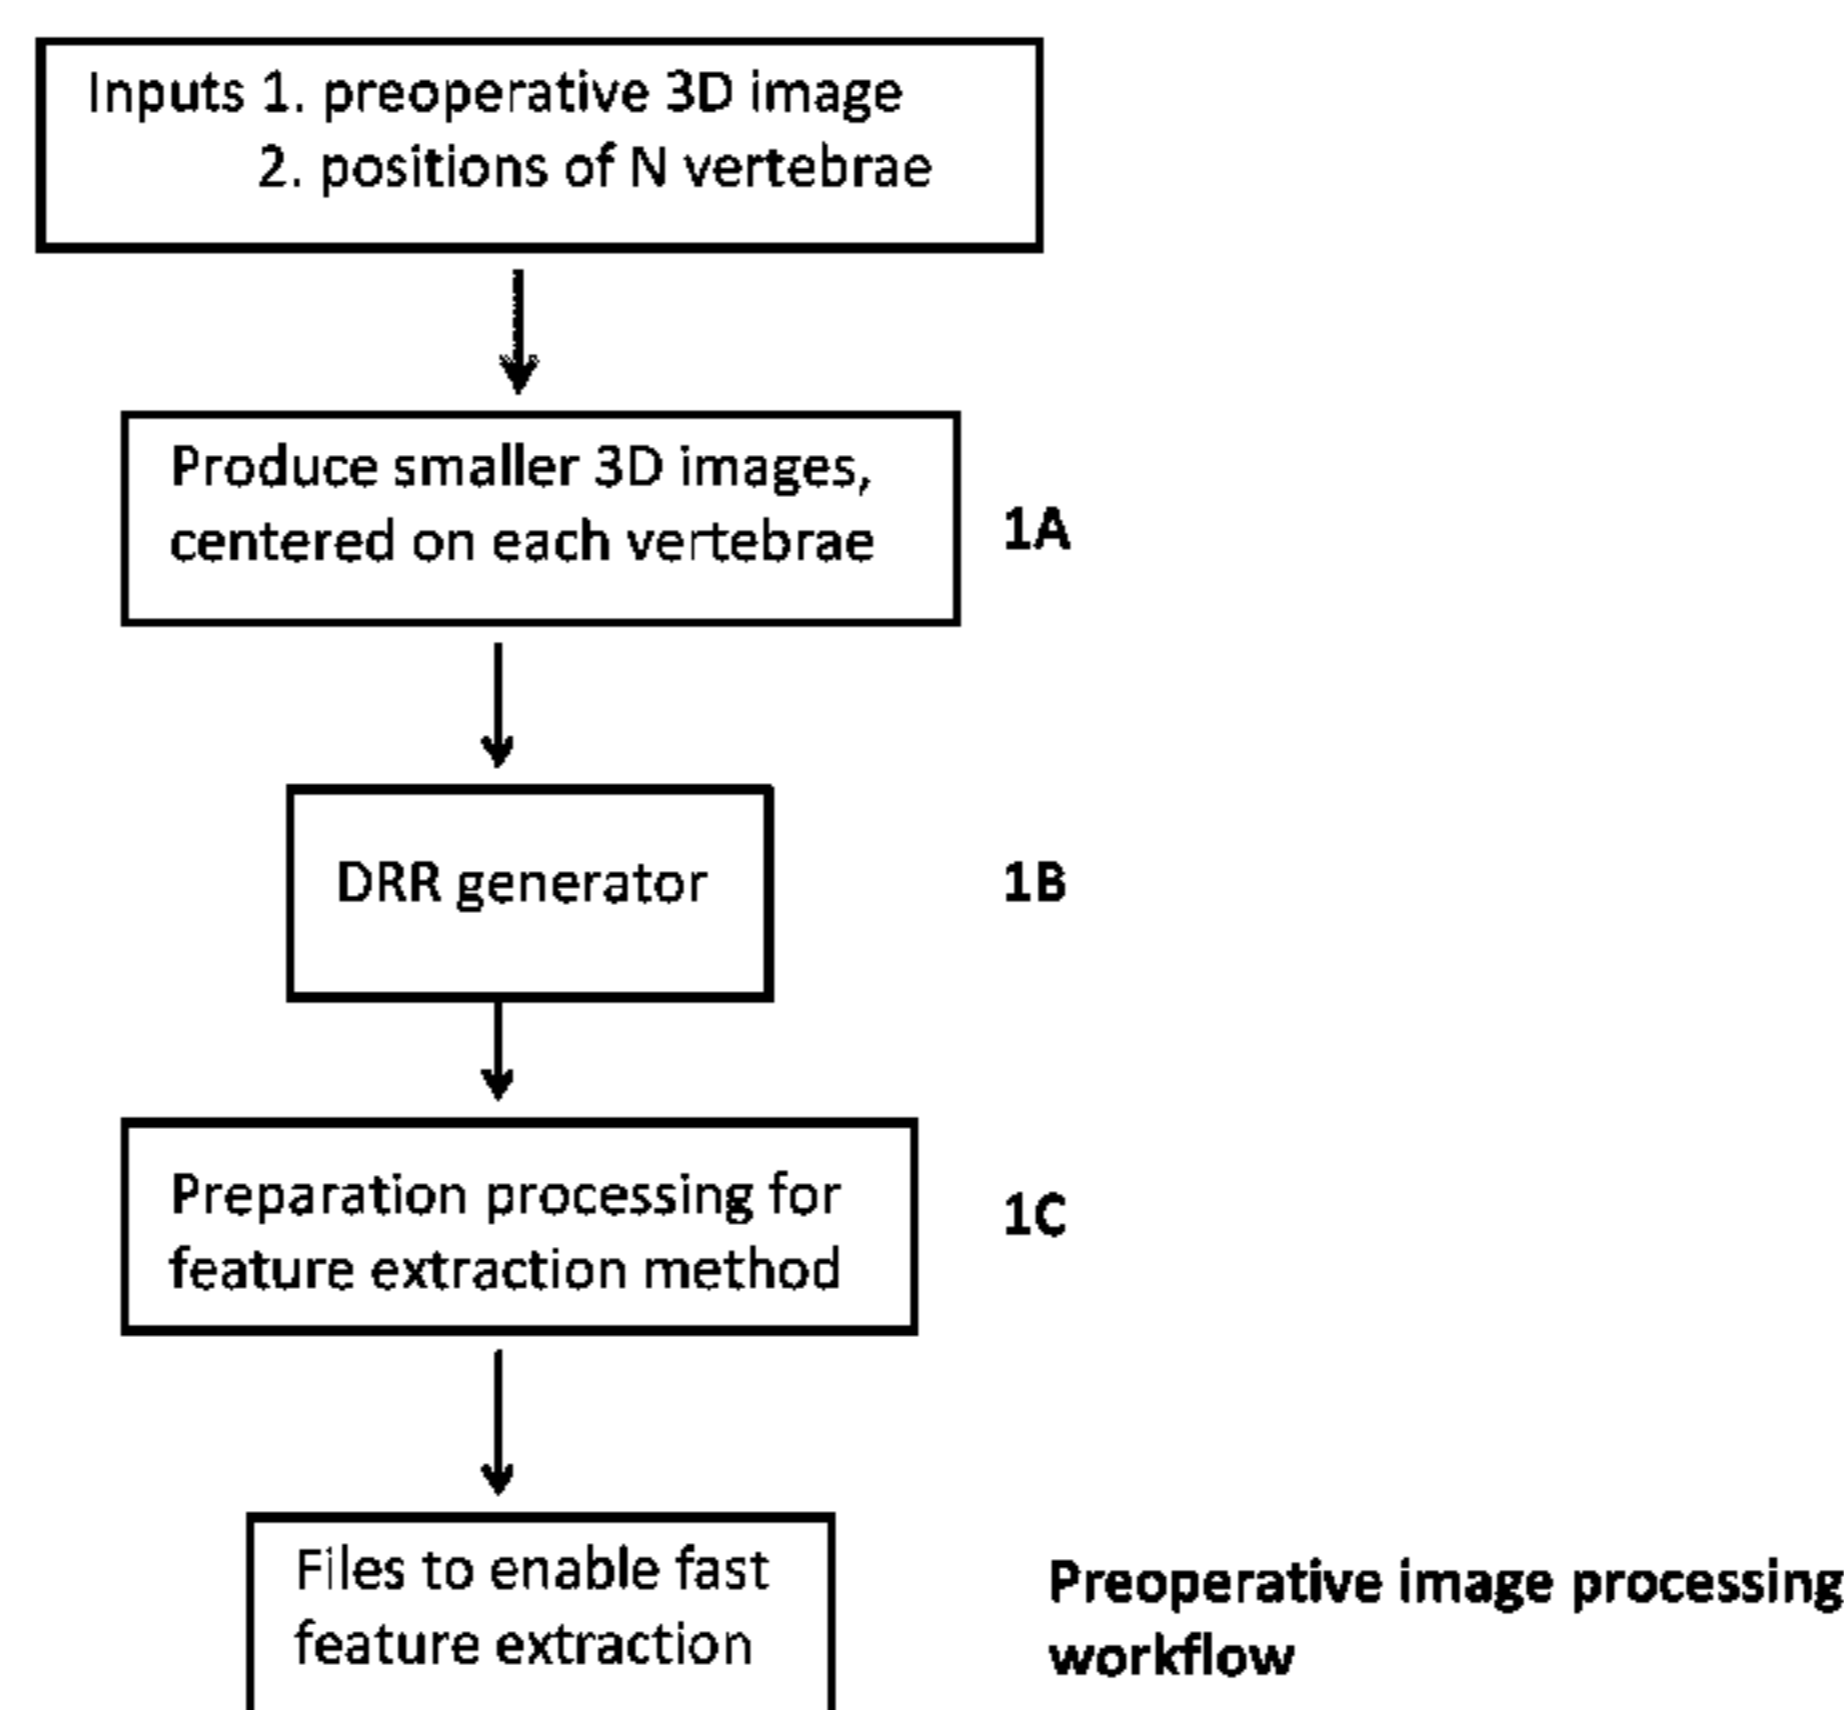 Inputs 1. preoperative 3D image
2. positions of N vertebrae
Produce smaller 3D images,
centered on each vertebrae
1A
DRR generator
1B
Preparation processing for
feature extraction method
1C
Files to enable fast
feature extraction
Preoperative image processing
workflow